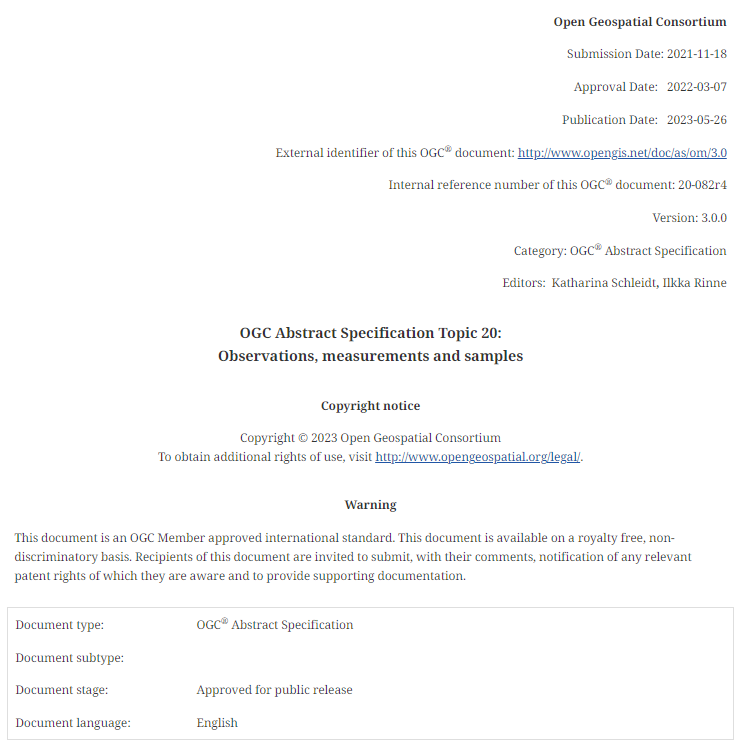 Open Geospatial Consortium
Submission Date: 2021-11-18
Approval Date: 2022-03-07
Publication Date: 2023-05-26
External identifier of this OGC® document: http://www.opengis.net/doc/as/om/3.0
Internal reference number of this OGC® document: 20-082r4
Version: 3.0.0
Category: OGC® Abstract Specification
Editors: Katharina Schleidt, Ilkka Rinne
OGC Abstract Specification Topic 20:
Observations, measurements and samples
Copyright notice
Copyright © 2023 Open Geospatial Consortium
To obtain additional rights of use, visit http://www.opengeospatial.org/legal/.
Warning
This document is an OGC Member approved international standard. This document is available on a royalty free, non-
discriminatory basis. Recipients of this document are invited to submit, with their comments, notification of any relevant
patent rights of which they are aware and to provide supporting documentation.
Document type: OGC® Abstract Specification
Document subtype:
Document stage: Approved for public release
Document language: English